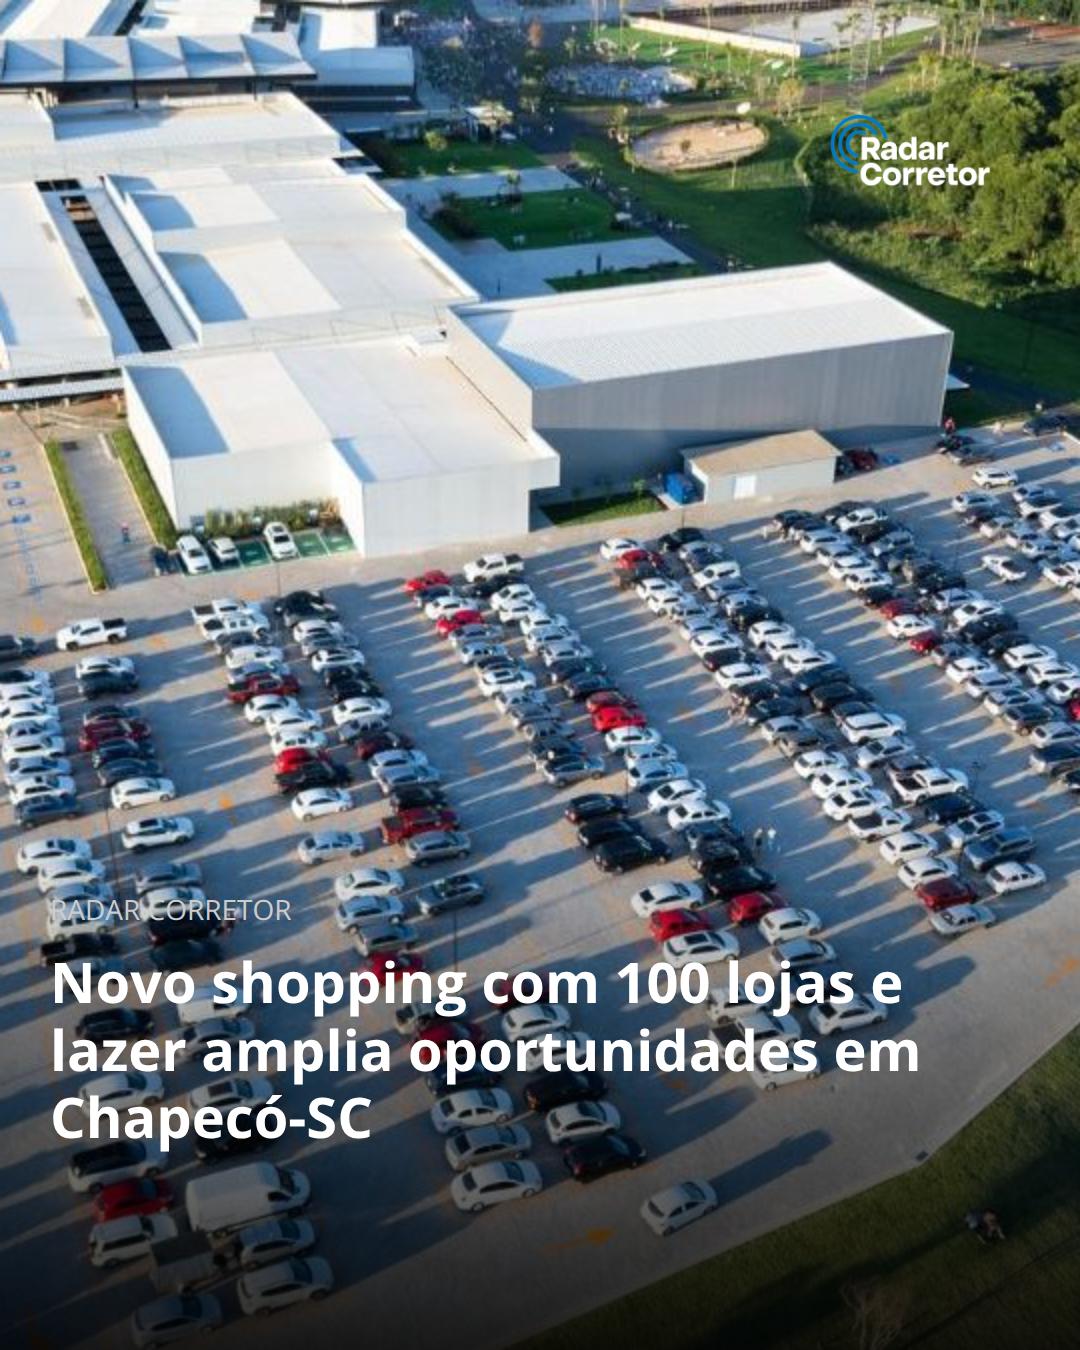 Radar
Corretor
RADAR CORRETOR
Novo shopping com 100 lojas e
lazer amplia oportunidades em
Chapecó-SC